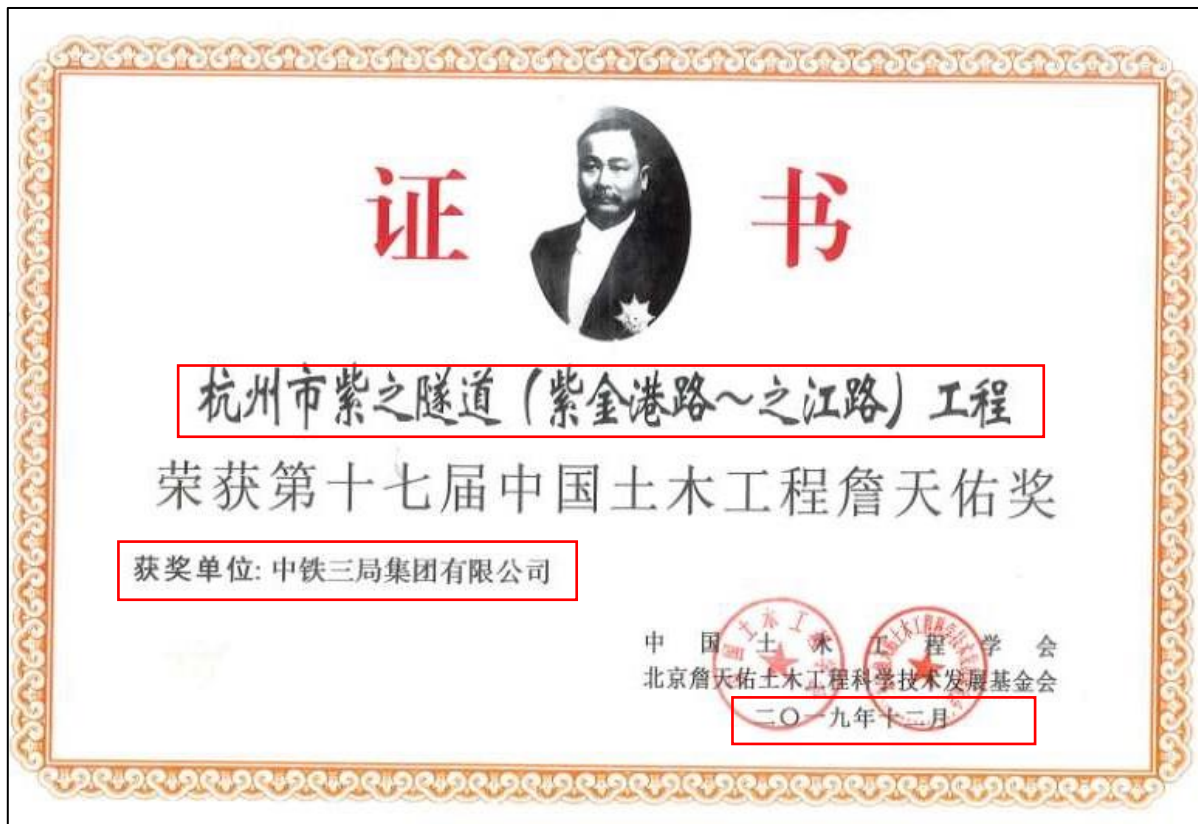 证 书
杭州市紫之隧道（紫金港路～之江路）工程
荣获第十七届中国土木工程詹天佑奖
获奖单位: 中铁三局集团有限公司
中国土木工程学会
北京詹天佑土木工程科学技术发展基金会
二〇一九年十二月